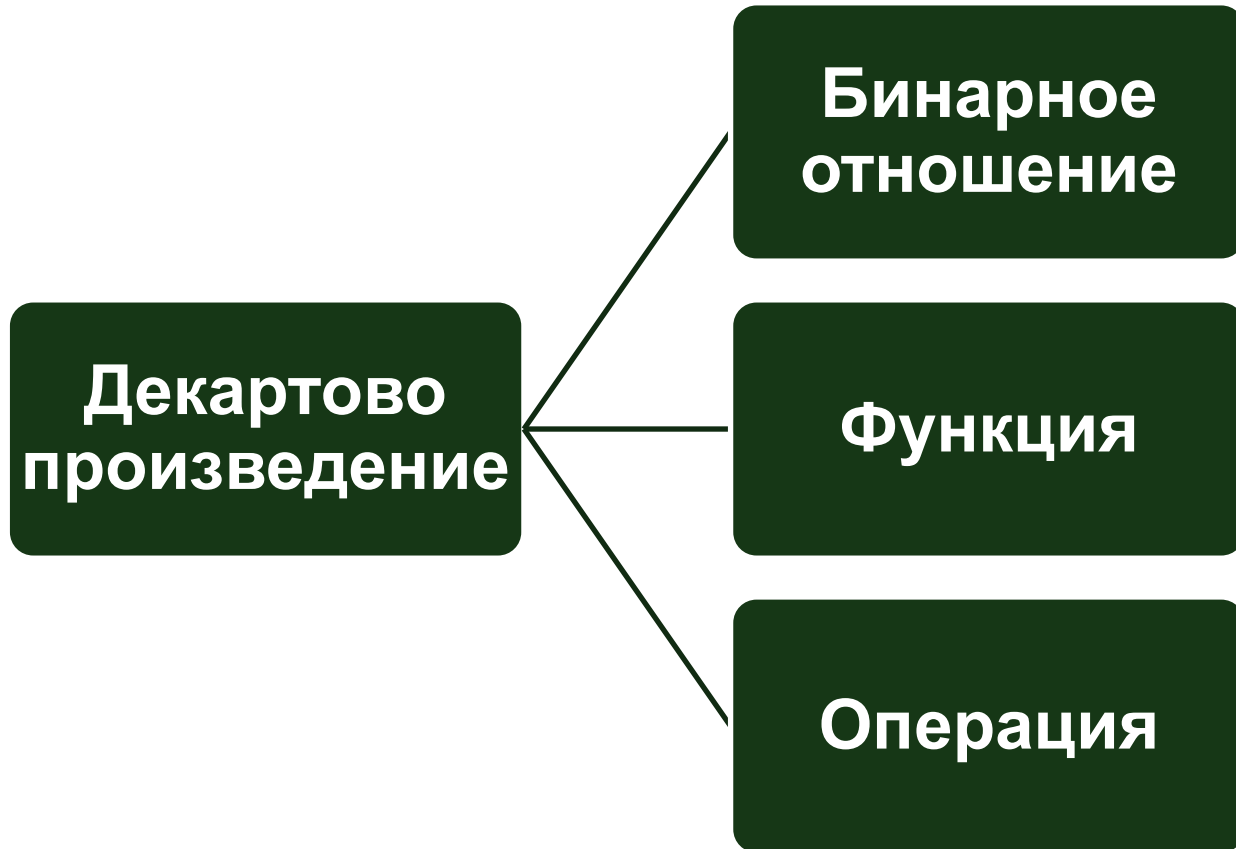 Бинарное
отношение
Декартово
произведение
Функция
Операция